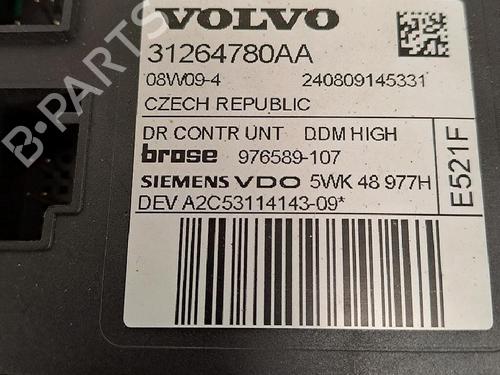 VOLVO
31264780AA
08W09-4 240809145331
CZECH REPUBLIC
DR CONTR UNT DDM HIGH
brose 976589-107
SIEMENS VDO 5WK 48 977H
DEV A2C53114143-09*
E521F
B-PARTS